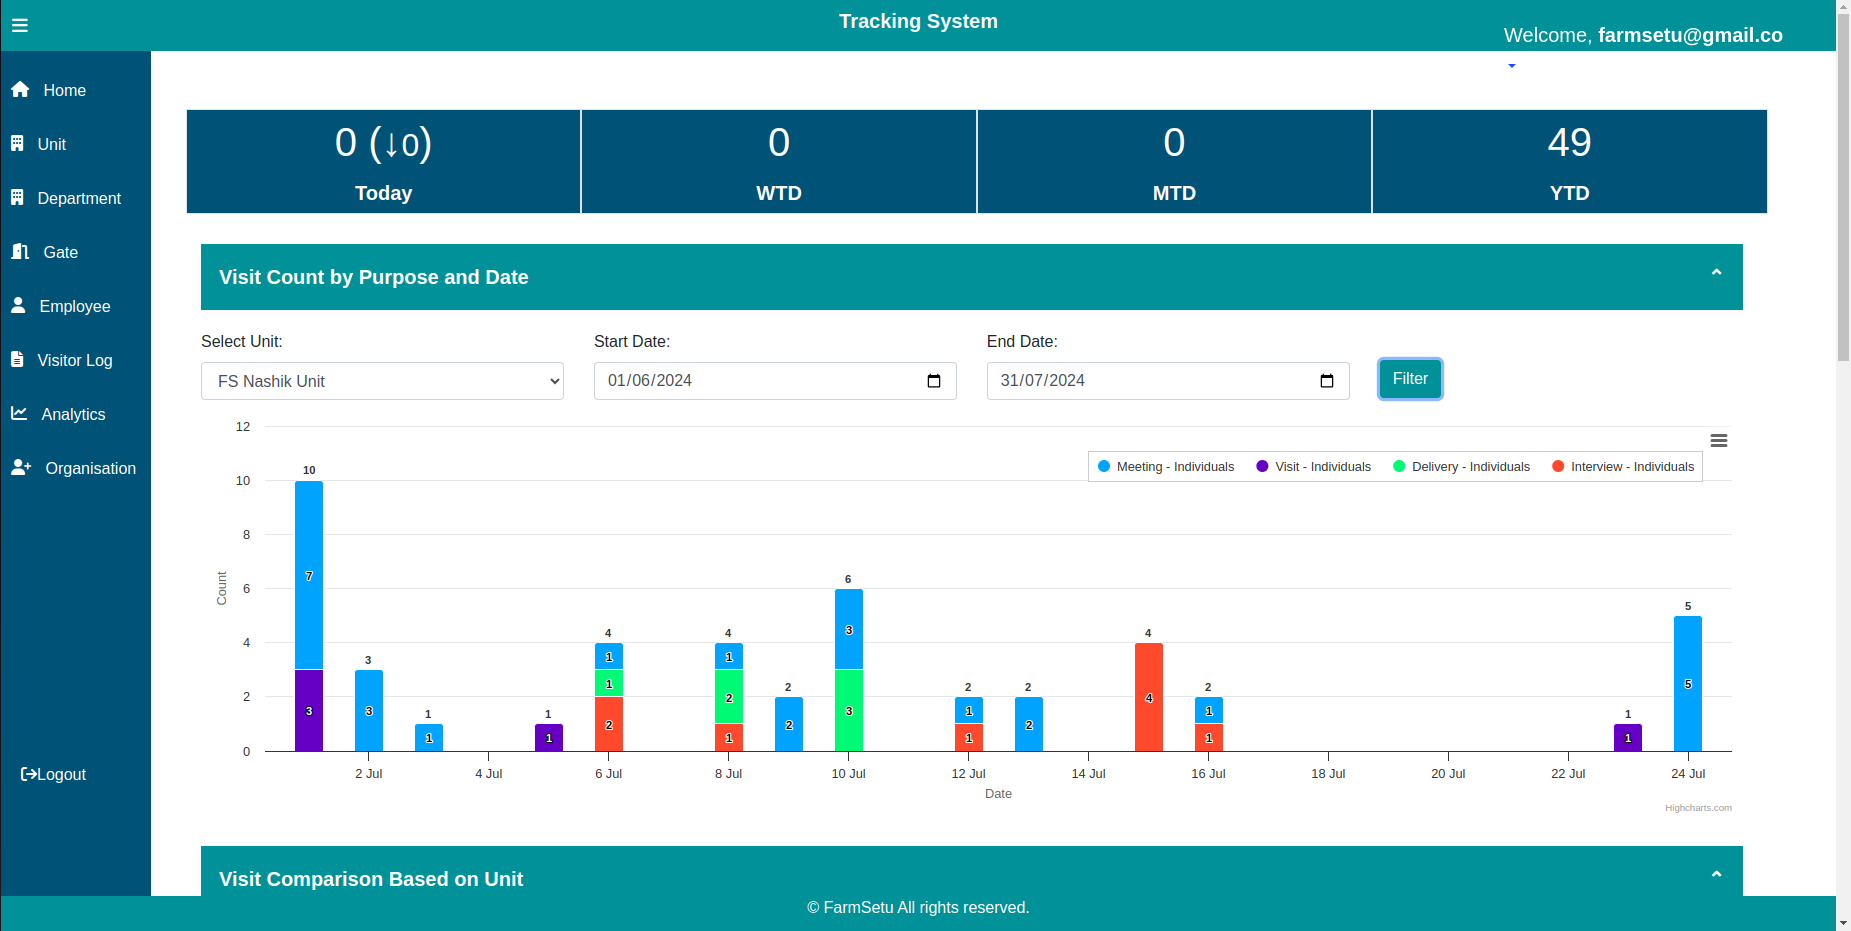 Tracking System
Welcome, farmsetu@gmail.co
Home
Unit
Department
Gate
Employee
Visitor Log
Analytics
Organisation
Logout
0 (↓0)
Today
0
WTD
0
MTD
49
YTD
Visit Count by Purpose and Date
Select Unit:
FS Nashik Unit
Start Date:
01/06/2024
End Date:
31/07/2024
Filter
Meeting - Individuals Visit - Individuals Delivery - Individuals Interview - Individuals
Count
12
10
8
6
4
2
0
10
7
3
3
3
1
1
1
1
4
1
1
2
4
1
2
1
2
2
6
3
3
2
1
1
2
2
4
4
2
1
1
1
1
5
5
2 Jul 4 Jul 6 Jul 8 Jul 10 Jul 12 Jul 14 Jul 16 Jul 18 Jul 20 Jul 22 Jul 24 Jul
Date
Highcharts.com
Visit Comparison Based on Unit
© FarmSetu All rights reserved.